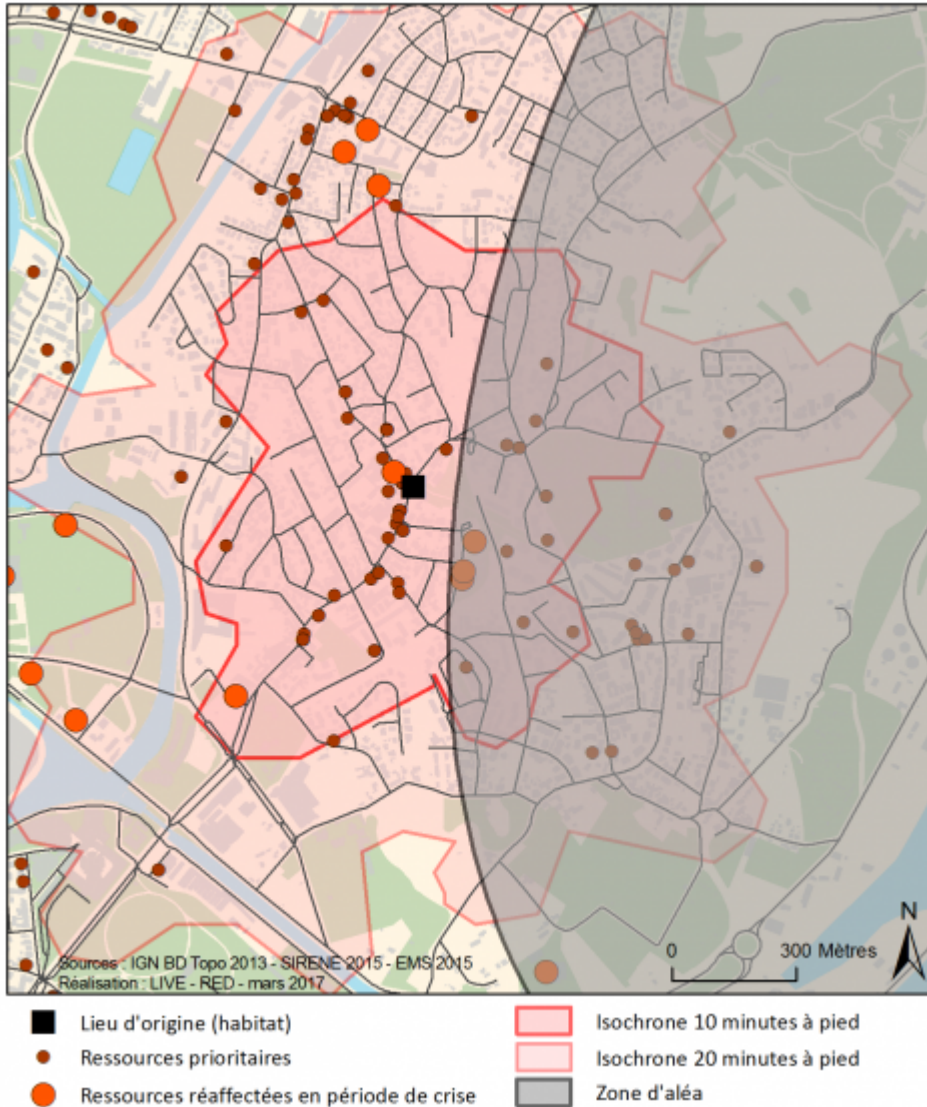 N
0 300 Mètres
Sources : IGN BD Topo 2013 - SIRENE 2015 - EMS 2015
Réalisation : LIVE - RED - mars 2017
Lieu d'origine (habitat)
Ressources prioritaires
Ressources réaffectées en période de crise
Isochrone 10 minutes à pied
Isochrone 20 minutes à pied
Zone d'aléa